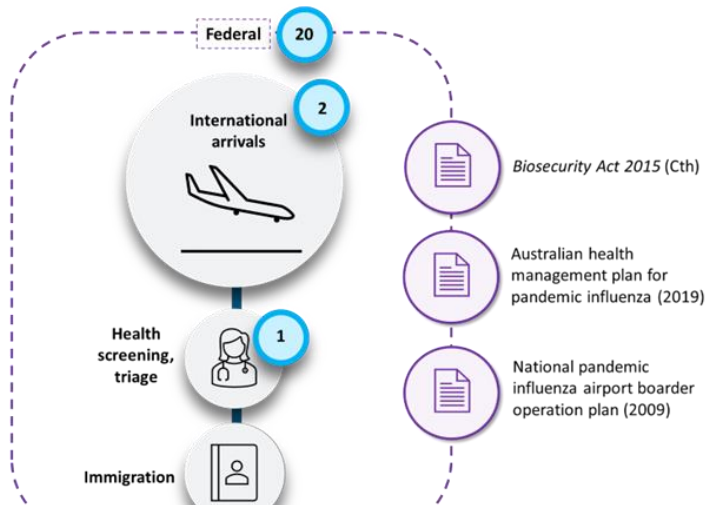 Federal
20
2
International
arrivals
Biosecurity Act 2015 (Cth)
Australian health
management plan for
pandemic influenza (2019)
Health
screening,
triage
1
National pandemic
influenza airport boarder
operation plan (2009)
Immigration